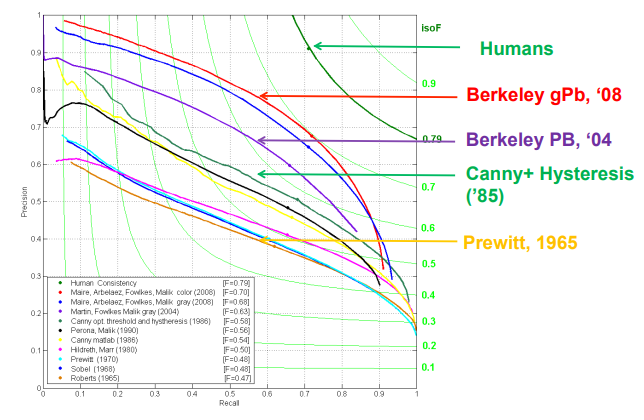 isoF
Humans
0.9
Berkeley gPb, ‘08
0.79
Berkeley PB, ‘04
0.7
Canny+ Hysteresis
(’85)
0.6
Prewitt, 1965
0.5
0.4
0.3
0.2
0.1
1
0.9
0.8
0.7
0.6
0.5
0.4
0.3
0.2
0.1
0
Precision
Human Consistency [F=0.79]
Maire, Arbelaez, Fowlkes, Malik color (2008) [F=0.70]
Maire, Arbelaez, Fowlkes, Malik gray (2008) [F=0.68]
Martin, Fowlkes Malik gray (2004) [F=0.63]
Canny opt. threshold and hystheresis (1986) [F=0.58]
Perona, Malik (1990) [F=0.56]
Canny matlab (1986) [F=0.54]
Hildreth, Marr (1980) [F=0.50]
Prewitt (1970) [F=0.48]
Sobel (1968) [F=0.48]
Roberts (1965) [F=0.47]
0 0.1 0.2 0.3 0.4 0.5 0.6 0.7 0.8 0.9 1
Recall